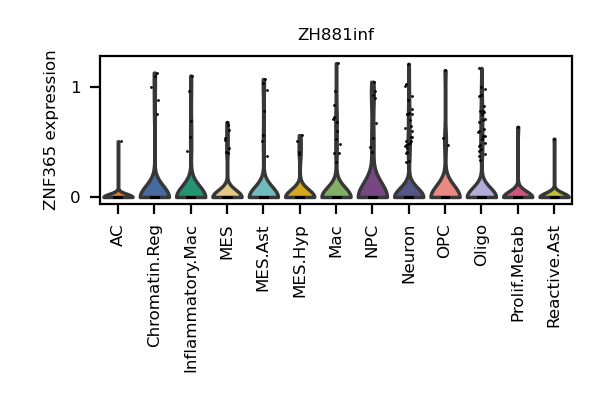 ZH881inf
ZNF365 expression
1
0
AC
Chromatin.Reg
Inflammatory.Mac
MES
MES.Ast
MES.Hyp
Mac
NPC
Neuron
OPC
Oligo
Prolif.Metab
Reactive.Ast